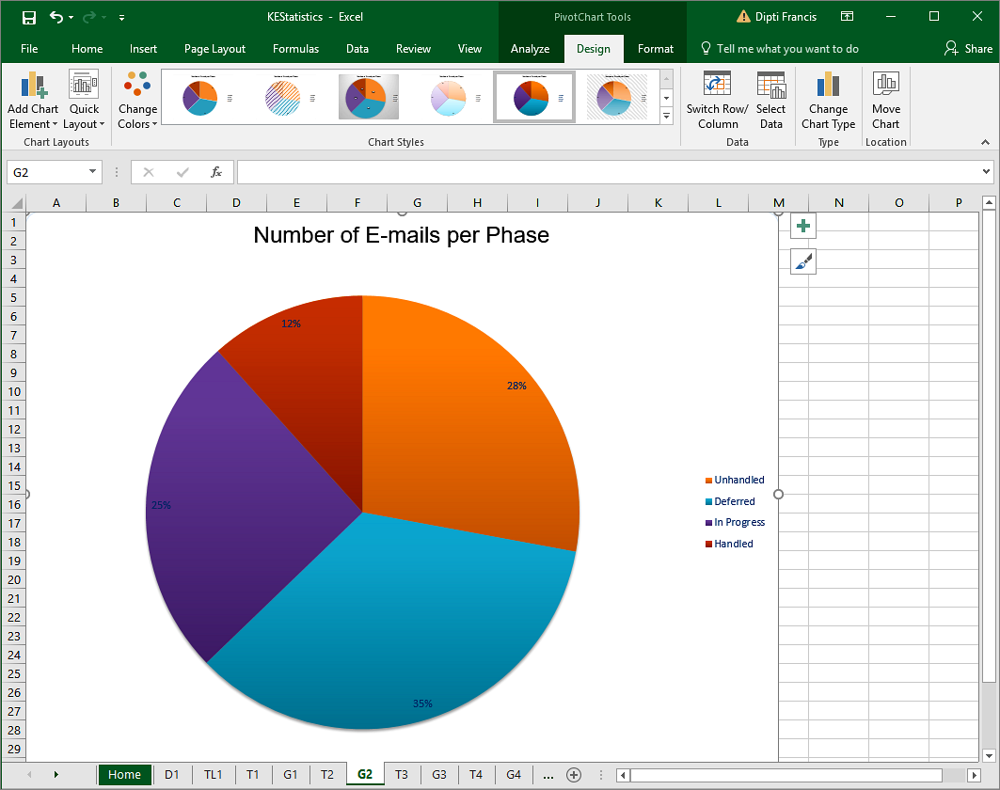 KEStatistics - Excel
PivotChart Tools
Dipti Francis
File Home Insert Page Layout Formulas Data Review View Analyze Design Format Tell me what you want to do Share
Add Chart Element
Quick Layout
Chart Layouts
Change Colors
Chart Styles
Switch Row/ Column
Select Data
Data
Change Chart Type
Type
Move Chart
Location
G2
fx
A B C D E F G H I J K L M N O P
1
2
3
4
5
6
7
8
9
10
11
12
13
14
15
16
17
18
19
20
21
22
23
24
25
26
27
28
29
Number of E-mails per Phase
12%
28%
25%
35%
Unhandled
Deferred
In Progress
Handled
Home D1 TL1 T1 G1 T2 G2 T3 G3 T4 G4 ...